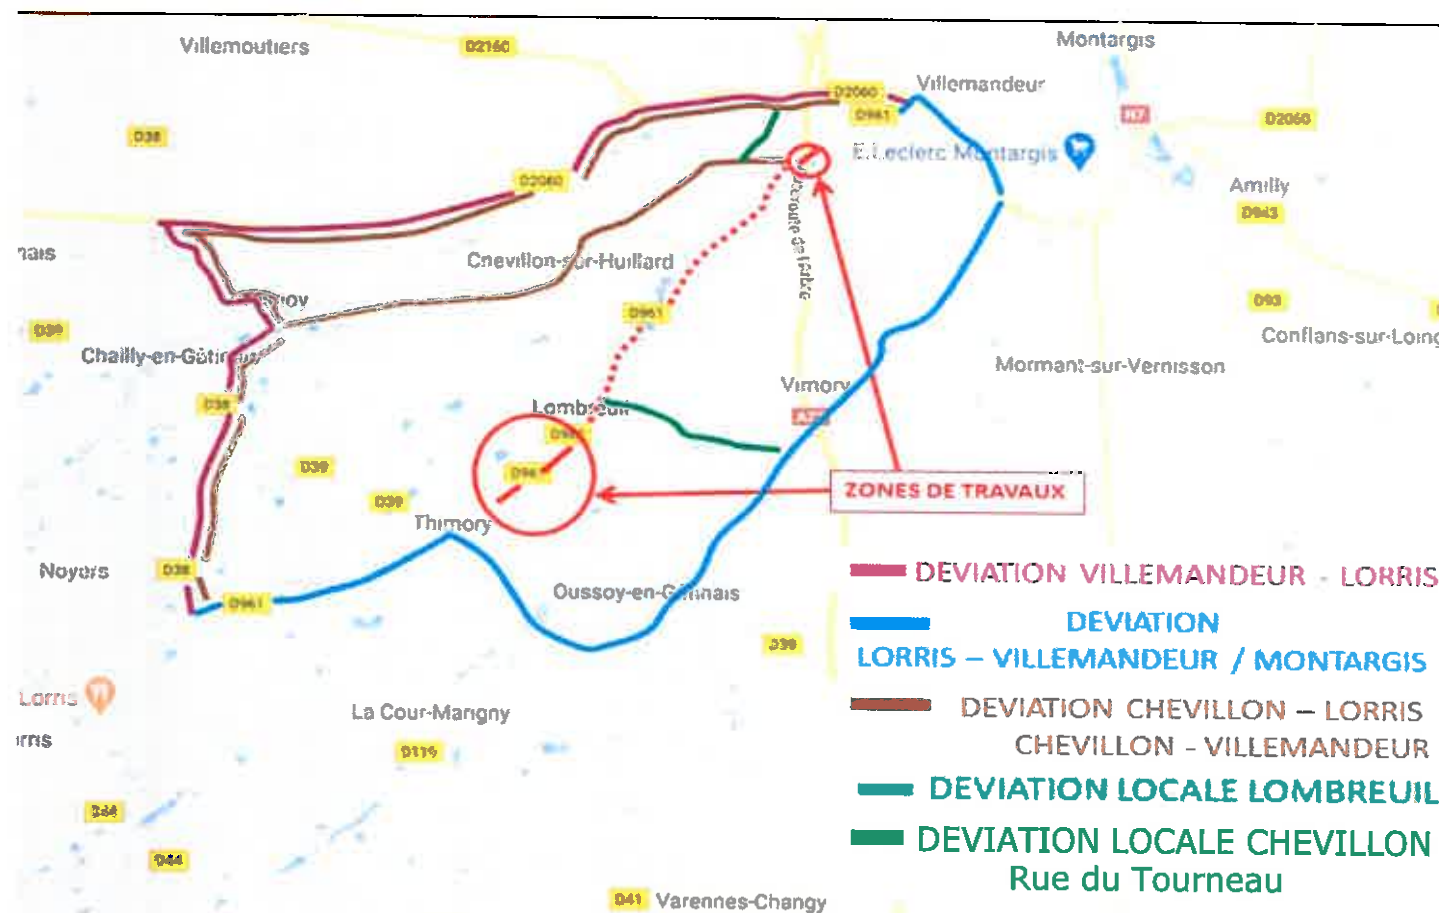 Villemoutiers
D2160
Montargis
Villemandeur
D2060
D961
N7
D2060
D38
E.Leclerc Montargis
D2060
Amilly
D943
nais
Chevillon-sur-Huillard
D961
D93
D39
Conflans-sur-Loing
Chailly-en-Gâtinais
Mormant-sur-Vernisson
Vimory
D38
Lombreuil
D39
D39
ZONES DE TRAVAUX
Thimory
Noyers
D38
D961
Oussoy-en-Gâtinais
D39
DEVIATION VILLEMANDEUR - LORRIS
DEVIATION
LORRIS – VILLEMANDEUR / MONTARGIS
Lorris
rris
La Cour-Marigny
D119
DEVIATION CHEVILLON – LORRIS
CHEVILLON - VILLEMANDEUR
DEVIATION LOCALE LOMBREUIL
D44
DEVIATION LOCALE CHEVILLON
Rue du Tourneau
D44
D41 Varennes-Changy